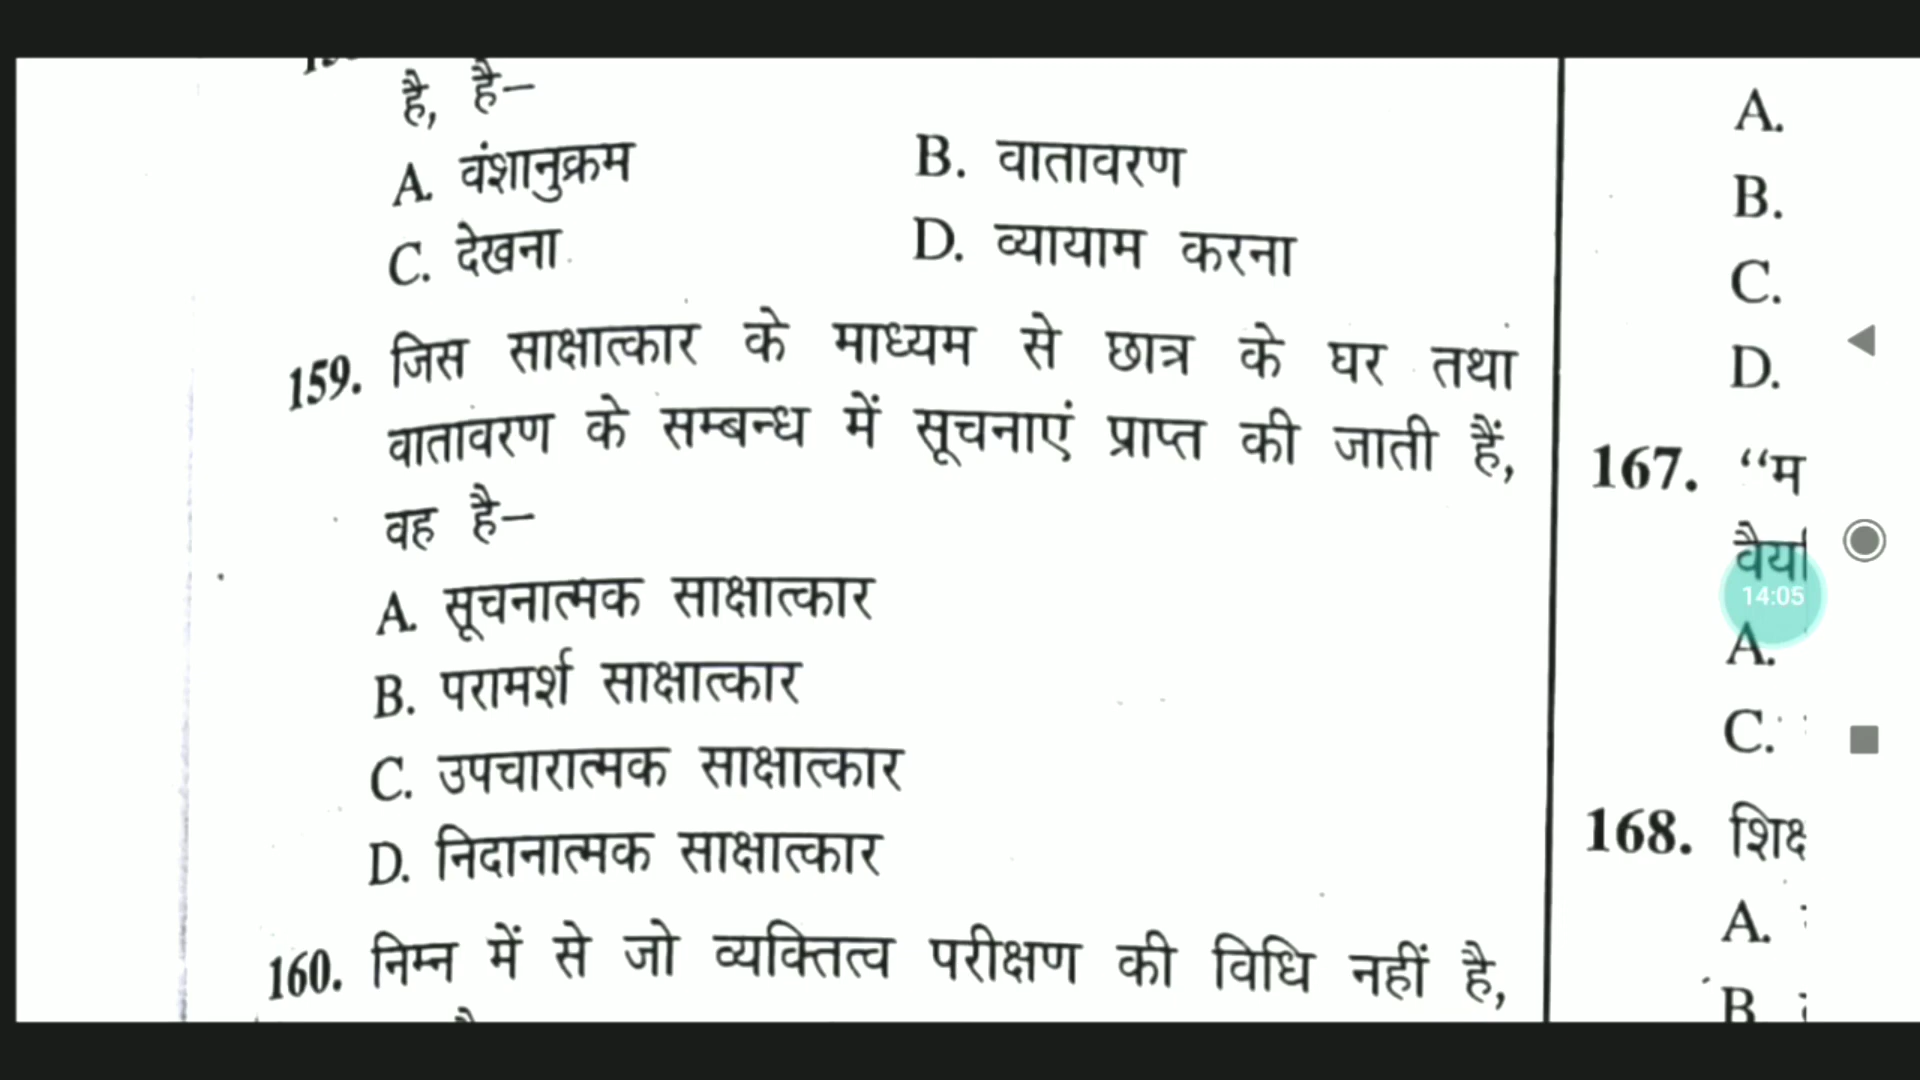 है, है–
A. वंशानुक्रम
B. वातावरण
C. देखना
D. व्यायाम करना
159. जिस साक्षात्कार के माध्यम से छात्र के घर तथा
वातावरण के सम्बन्ध में सूचनाएं प्राप्त की जाती हैं,
वह है–
A. सूचनात्मक साक्षात्कार
B. परामर्श साक्षात्कार
C. उपचारात्मक साक्षात्कार
D. निदानात्मक साक्षात्कार
160. निम्न में से जो व्यक्तित्व परीक्षण की विधि नहीं है,
A.
B.
C.
D.
167. “म
14:05
A.
C.
168.
A.
B